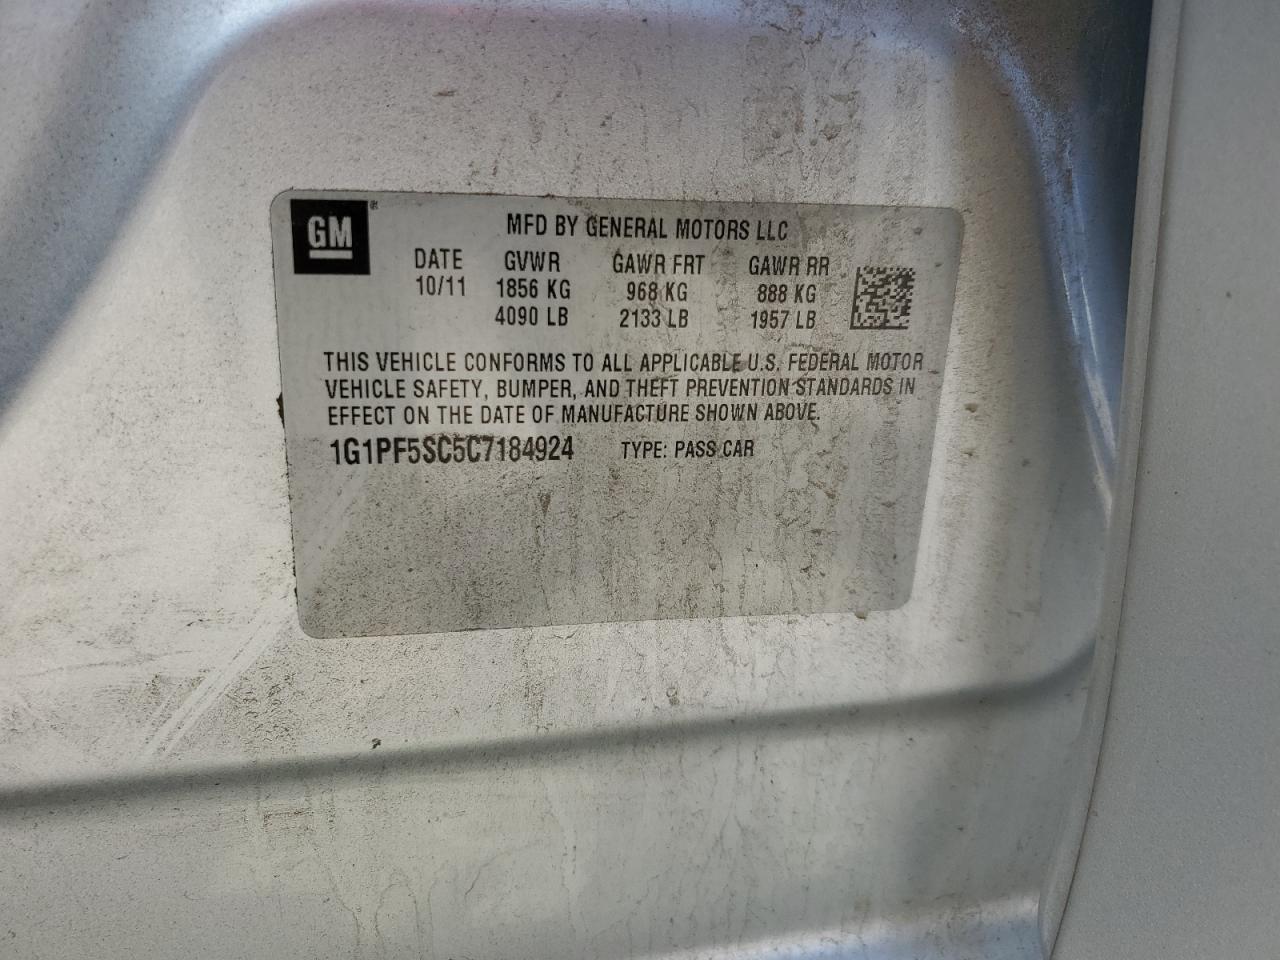 GM®
MFD BY GENERAL MOTORS LLC
DATE GVWR GAWR FRT GAWR RR
10/11 1856 KG 968 KG 888 KG
4090 LB 2133 LB 1957 LB
THIS VEHICLE CONFORMS TO ALL APPLICABLE U.S. FEDERAL MOTOR
VEHICLE SAFETY, BUMPER, AND THEFT PREVENTION STANDARDS IN
EFFECT ON THE DATE OF MANUFACTURE SHOWN ABOVE.
1G1PF5SC5C7184924 TYPE: PASS CAR